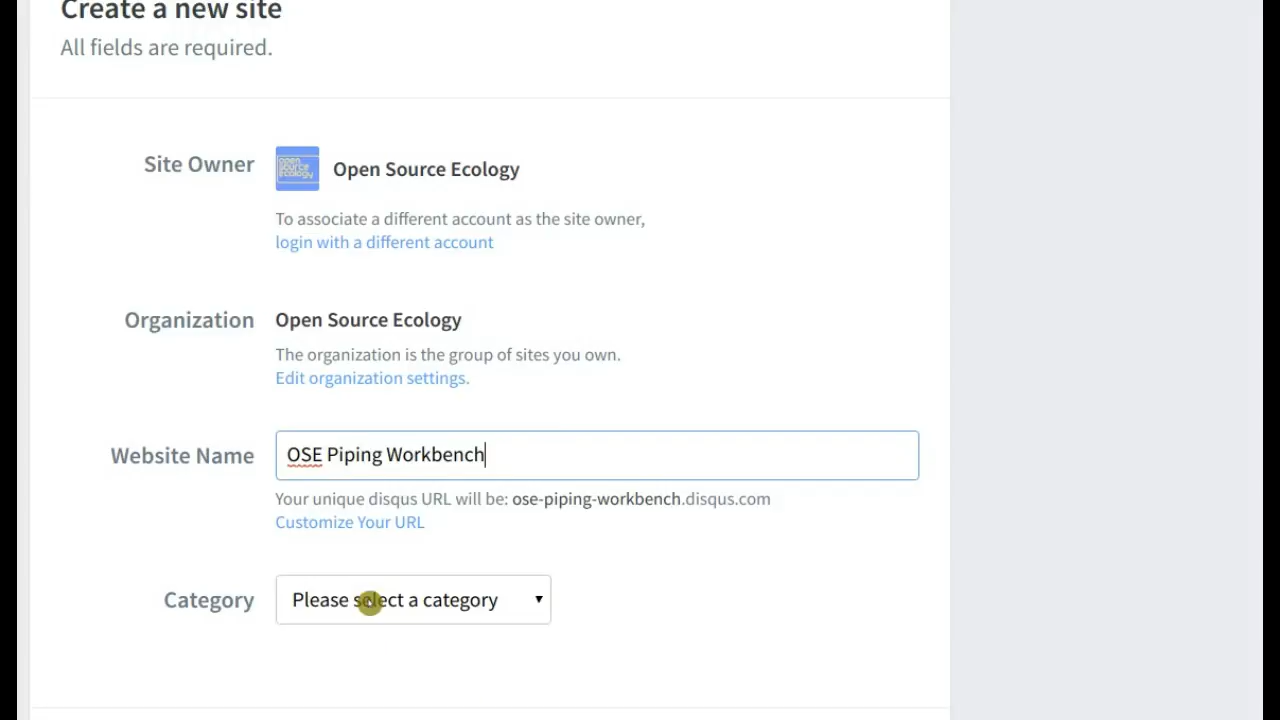 Create a new site
All fields are required.
Site Owner
open
source
ecology
Open Source Ecology
To associate a different account as the site owner,
login with a different account
Organization
Open Source Ecology
The organization is the group of sites you own.
Edit organization settings.
Website Name
OSE Piping Workbench
Your unique disqus URL will be: ose-piping-workbench.disqus.com
Customize Your URL
Category
Please select a category